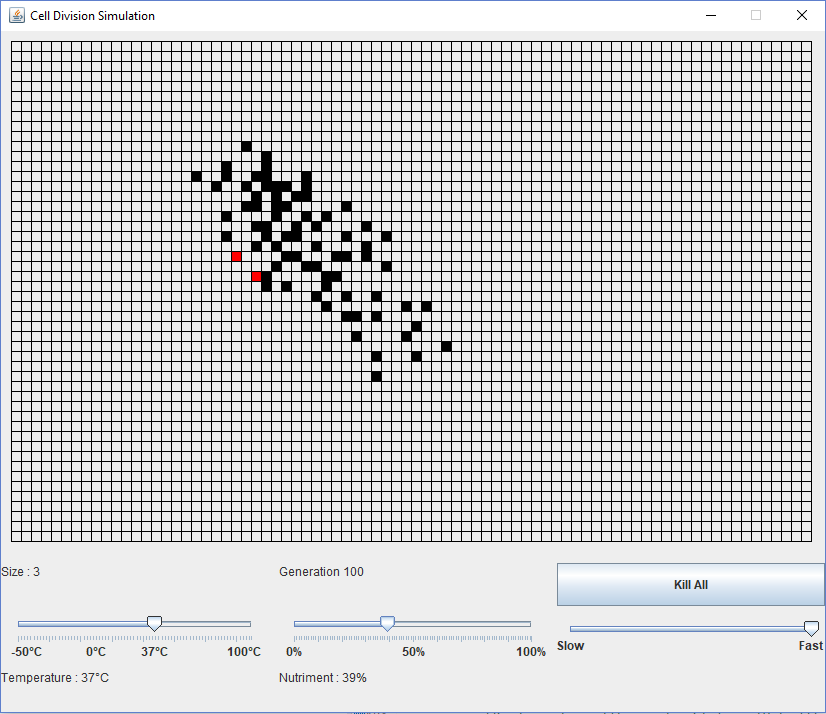 Cell Division Simulation
Size : 3
Generation 100
Kill All
-50°C 0°C 37°C 100°C
0% 50% 100%
Slow Fast
Temperature : 37°C
Nutriment : 39%